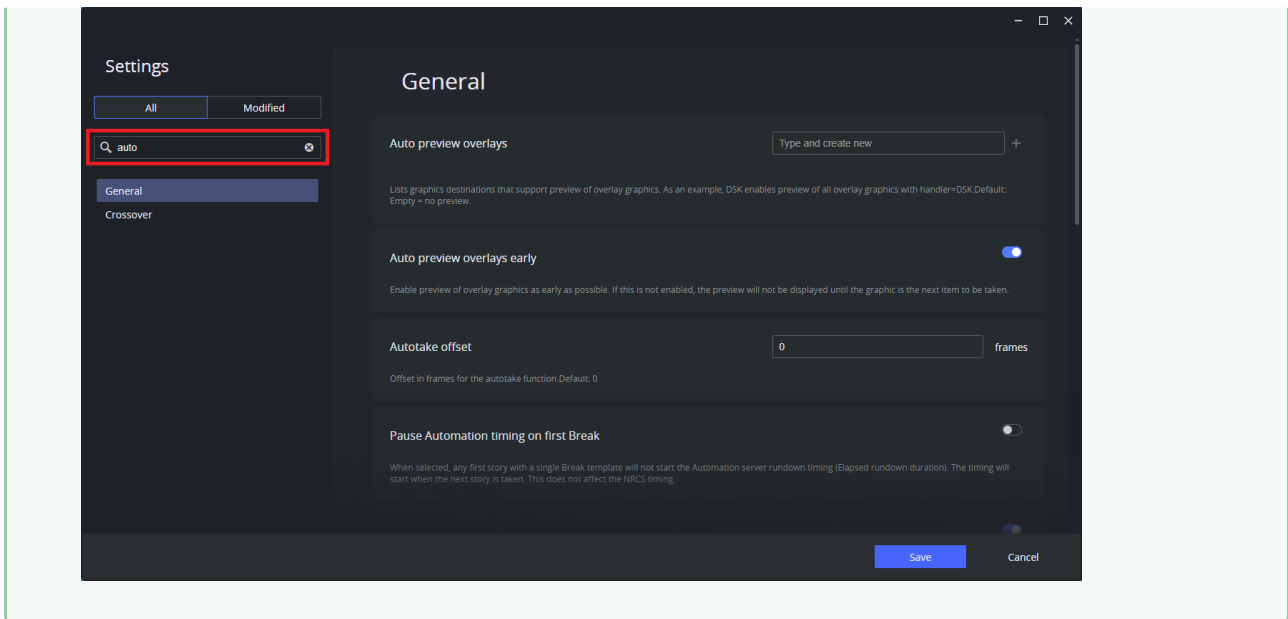 Settings
All
Modified
auto
General
Crossover
General
Auto preview overlays
Type and create new
Lists graphics destinations that support preview of overlay graphics. As an example, DSK enables preview of all overlay graphics with handler=DSK.Default:
Empty = no preview.
Auto preview overlays early
Enable preview of overlay graphics as early as possible. If this is not enabled, the preview will not be displayed until the graphic is the next item to be taken.
Autotake offset
0
frames
Offset in frames for the autotake function.Default: 0
Pause Automation timing on first Break
When selected, any first story with a single Break template will not start the Automation server rundown timing (Elapsed rundown duration). The timing will
start when the next story is taken. This does not affect the NRCS timing.
Save
Cancel